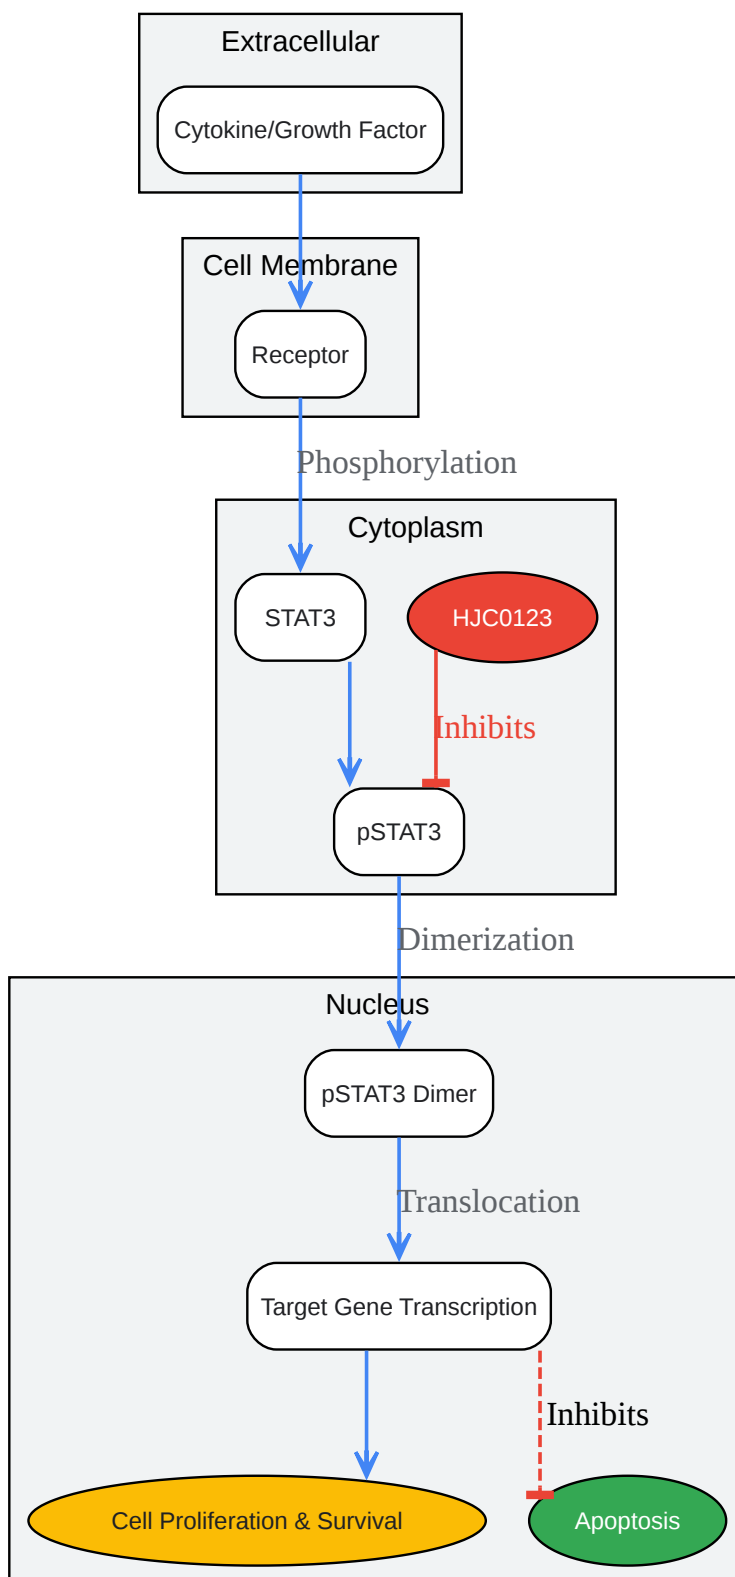 Extracellular
Cytokine/Growth Factor
Cell Membrane
Receptor
Phosphorylation
Cytoplasm
STAT3
HJC0123
Inhibits
pSTAT3
Dimerization
Nucleus
pSTAT3 Dimer
Translocation
Target Gene Transcription
Inhibits
Cell Proliferation & Survival
Apoptosis